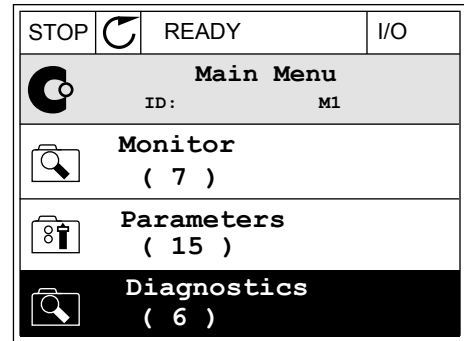 STOP READY I/O
Main Menu
ID: M1
Monitor
( 7 )
Parameters
( 15 )
Diagnostics
( 6 )